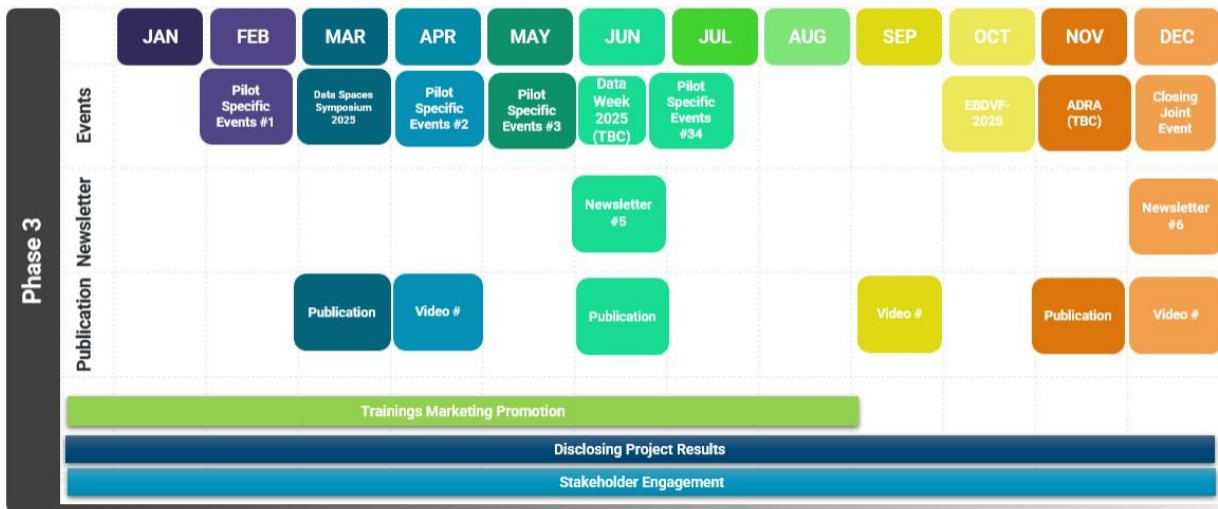 JAN FEB MAR APR MAY JUN JUL AUG SEP OCT NOV DEC
Phase 3
Events
Pilot
Specific
Events #1
Data Spaces
Symposium
2025
Pilot
Specific
Events #2
Pilot
Specific
Events #3
Data
Week
2025
(TBC)
Pilot
Specific
Events
#34
EBDVF-
2025
ADRA
(TBC)
Closing
Joint
Event
Newsletter
Newsletter
#5
Newsletter
#6
Publication
Publication
Video #
Publication
Video #
Publication
Video #
Trainings Marketing Promotion
Disclosing Project Results
Stakeholder Engagement